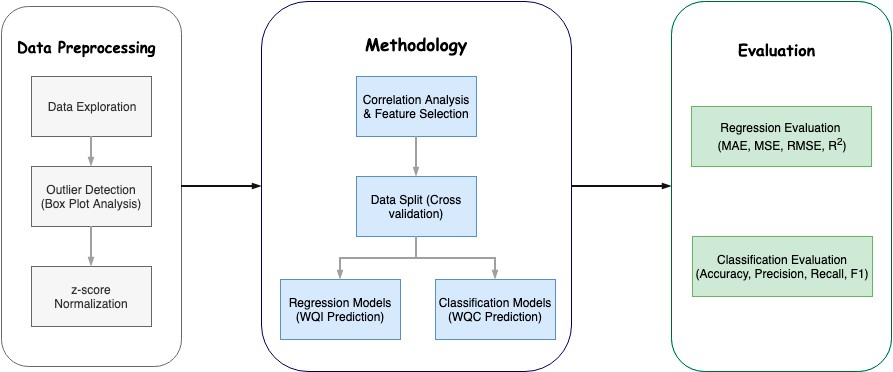 Data Preprocessing
Data Exploration
Outlier Detection
(Box Plot Analysis)
z-score
Normalization
Methodology
Correlation Analysis
& Feature Selection
Data Split (Cross
validation)
Regression Models
(WQI Prediction)
Classification Models
(WQC Prediction)
Evaluation
Regression Evaluation
(MAE, MSE, RMSE, R²)
Classification Evaluation
(Accuracy, Precision, Recall, F1)